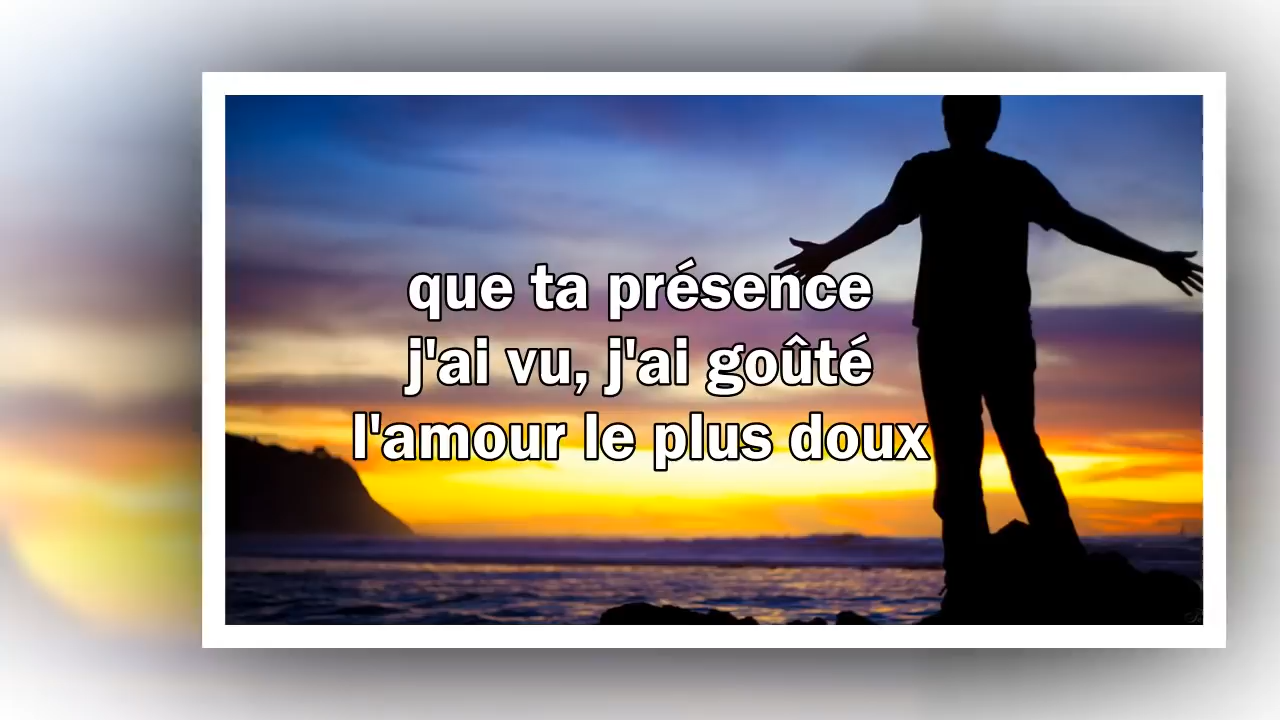 que ta présence
j'ai vu, j'ai goûté
l'amour le plus doux